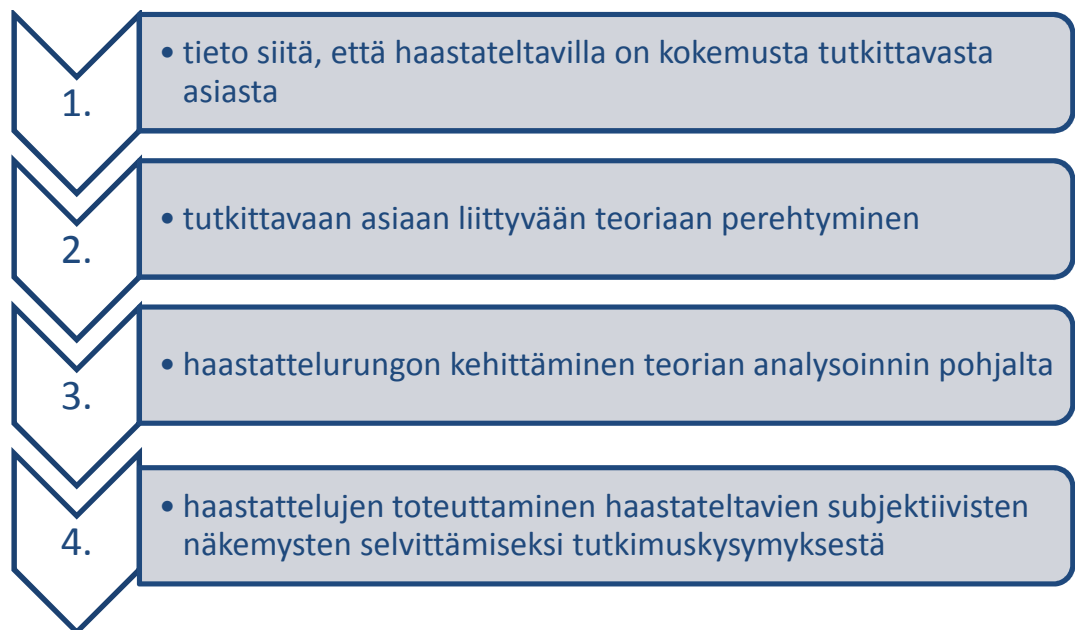 1.
• tieto siitä, että haastateltavilla on kokemusta tutkittavasta
asiasta
2.
• tutkittavaan asiaan liittyvään teoriaan perehtyminen
3.
• haastattelurungon kehittäminen teorian analysoinnin pohjalta
4.
• haastattelujen toteuttaminen haastateltavien subjektiivisten
näkemysten selvittämiseksi tutkimuskysymyksestä